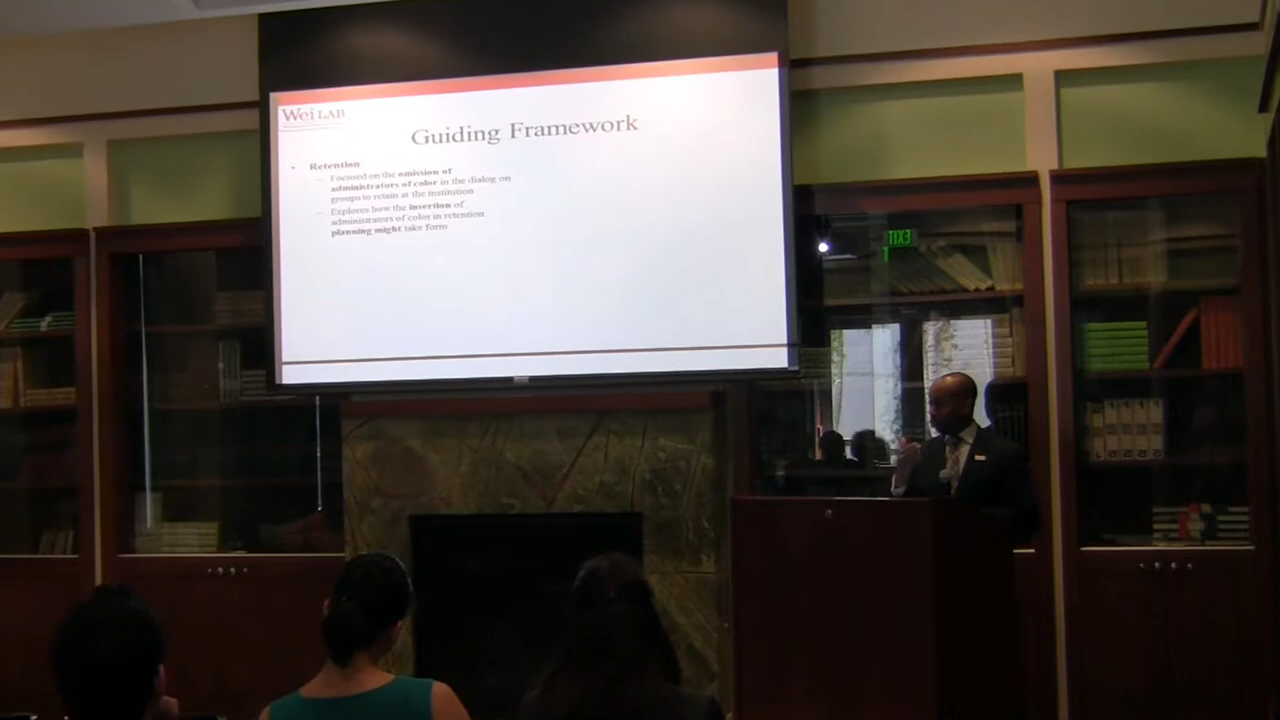 Wei LAB
Guiding Framework
• Retention
– Focused on the omission of
administrators of color in the dialog on
groups to retain at the institution
– Explores how the insertion of
administrators of color in retention
planning might take form
EXIT